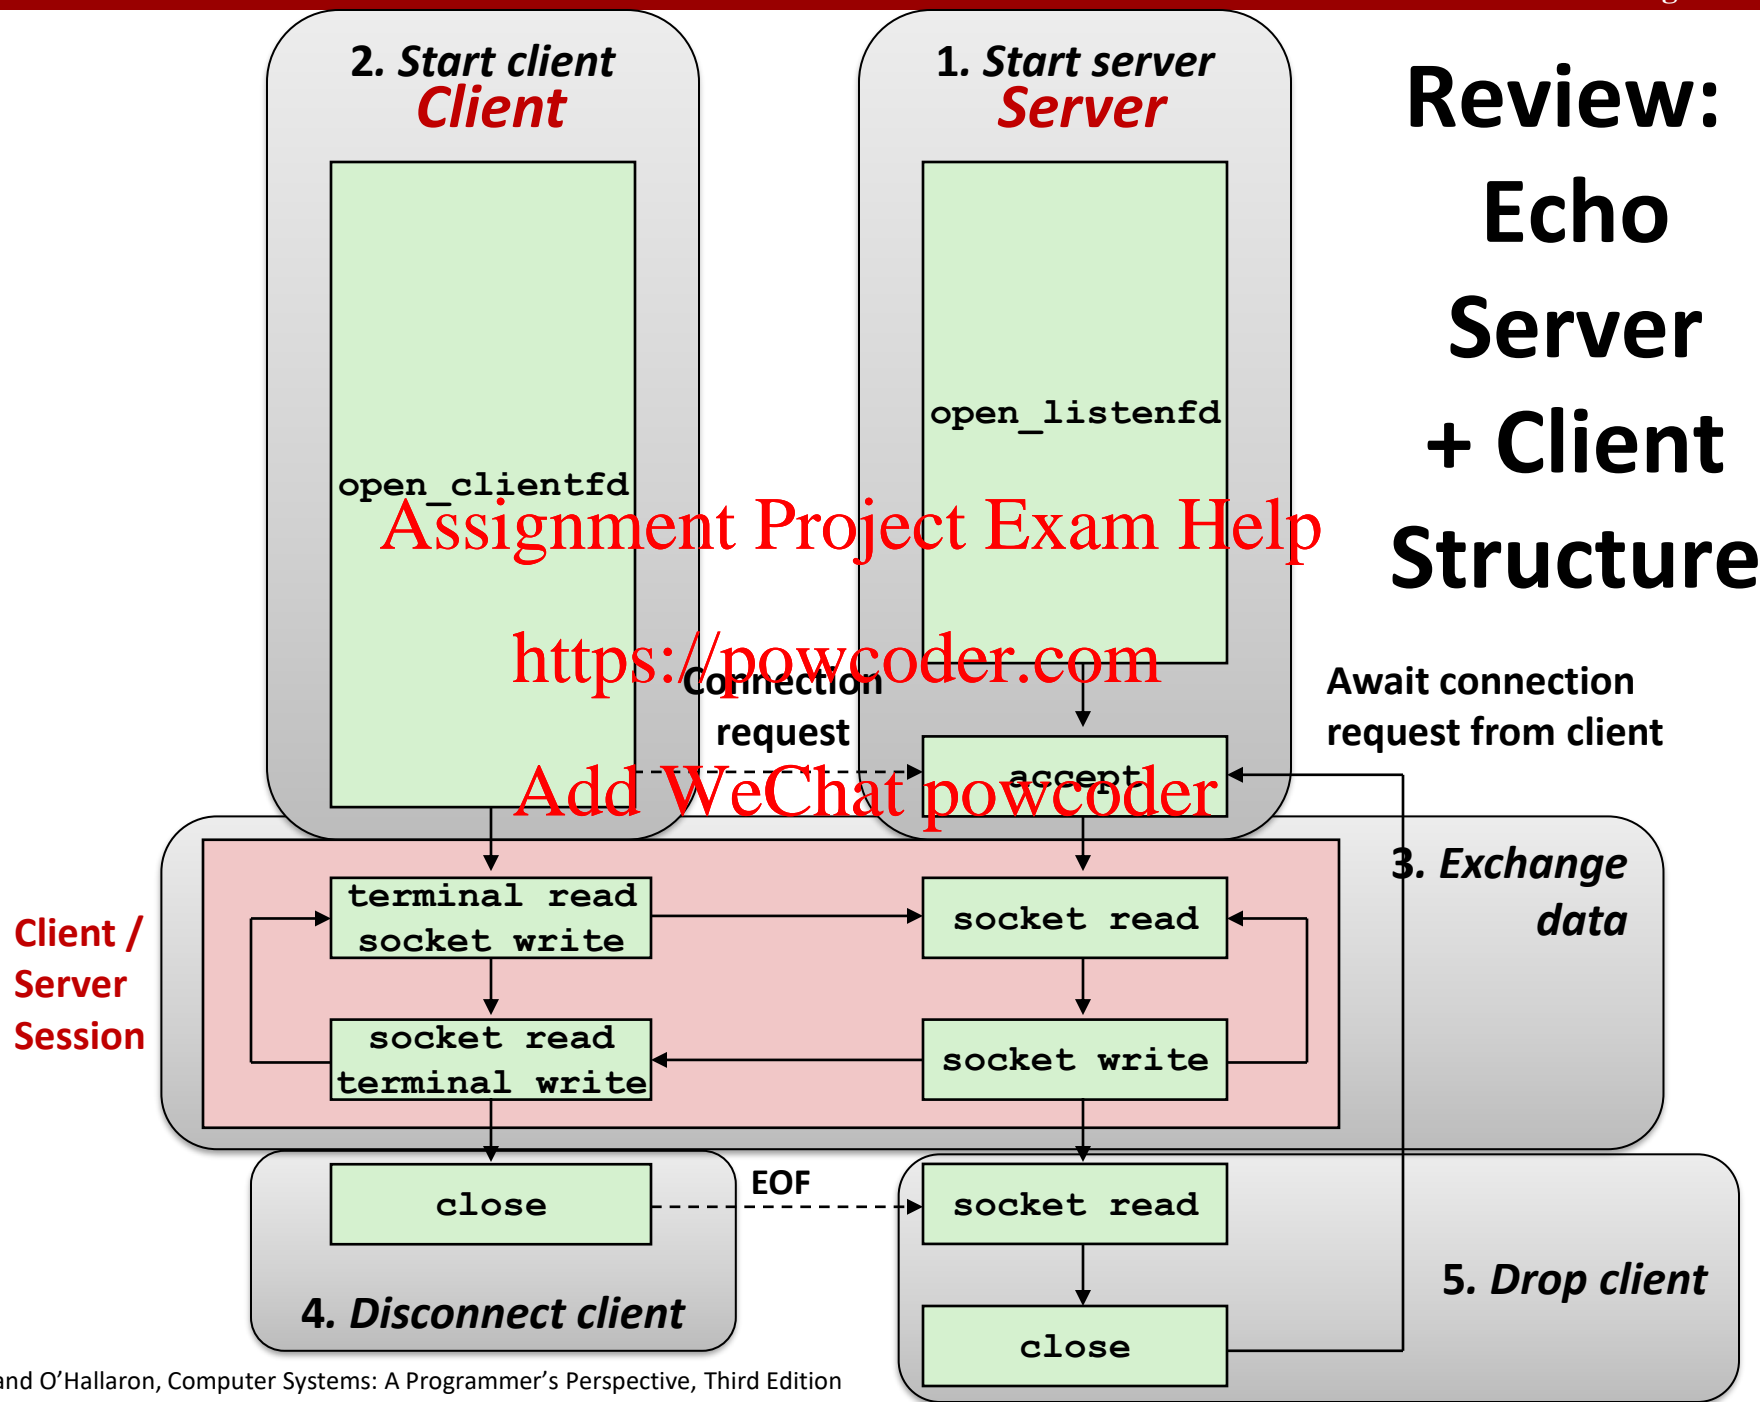 2. Start client
Client
1. Start server
Server
Review:
Echo
Server
+ Client
Structure
open_listenfd
open_clientfd
Assignment Project Exam Help
https://powcoder.com
Connection
request
Await connection
request from client
accept
Add WeChat powcoder
3. Exchange
data
Client /
Server
Session
terminal read
socket write
socket read
socket read
terminal write
socket write
close
EOF
socket read
4. Disconnect client
5. Drop client
close
and O'Hallaron, Computer Systems: A Programmer's Perspective, Third Edition